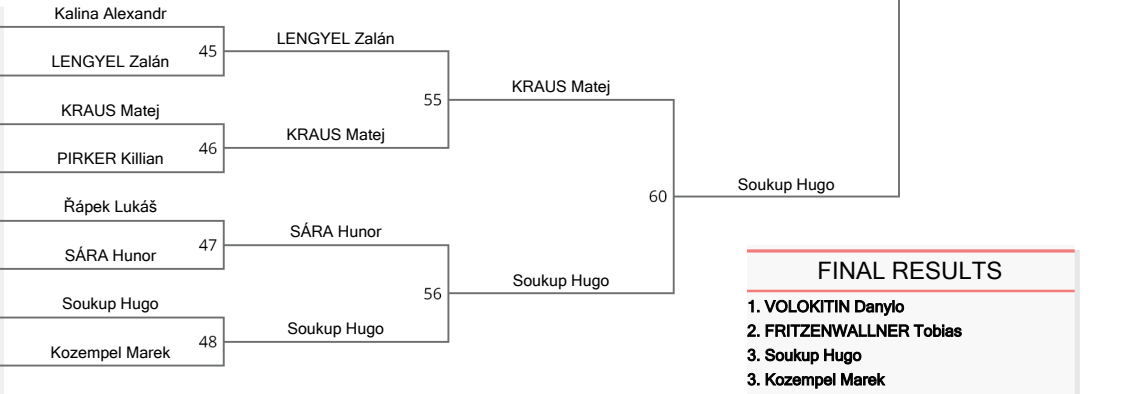 Kalina Alexandr
45
LENGYEL Zalán
LENGYEL Zalán
KRAUS Matej
46
PIRKER Killian
KRAUS Matej
55
KRAUS Matej
Řápek Lukáš
47
SÁRA Hunor
SÁRA Hunor
Soukup Hugo
48
Kozempel Marek
Soukup Hugo
56
Soukup Hugo
60
Soukup Hugo
FINAL RESULTS
1. VOLOKITIN Danylo
2. FRITZENWALLNER Tobias
3. Soukup Hugo
3. Kozempel Marek